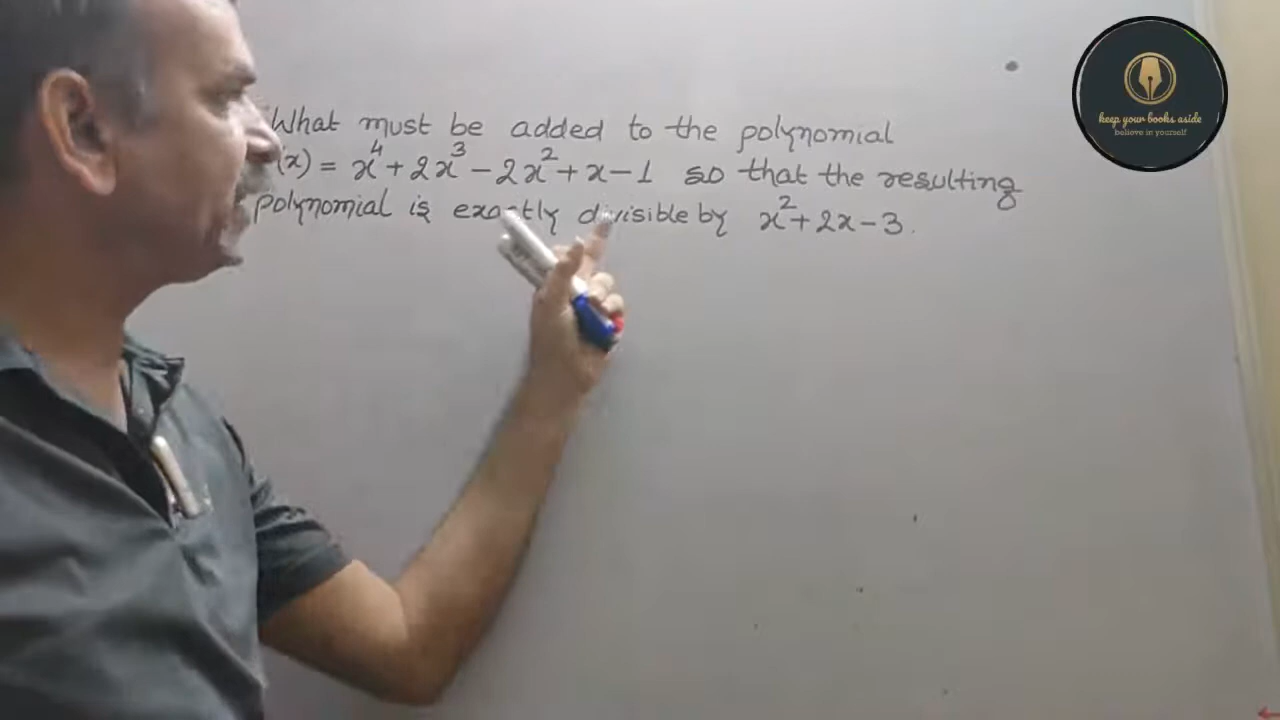 What must be added to the polynomial
(x) = x⁴ + 2x³ - 2x² + x - 1 so that the resulting
polynomial is exactly divisible by x² + 2x - 3.
keep your books aside
believe in yourself